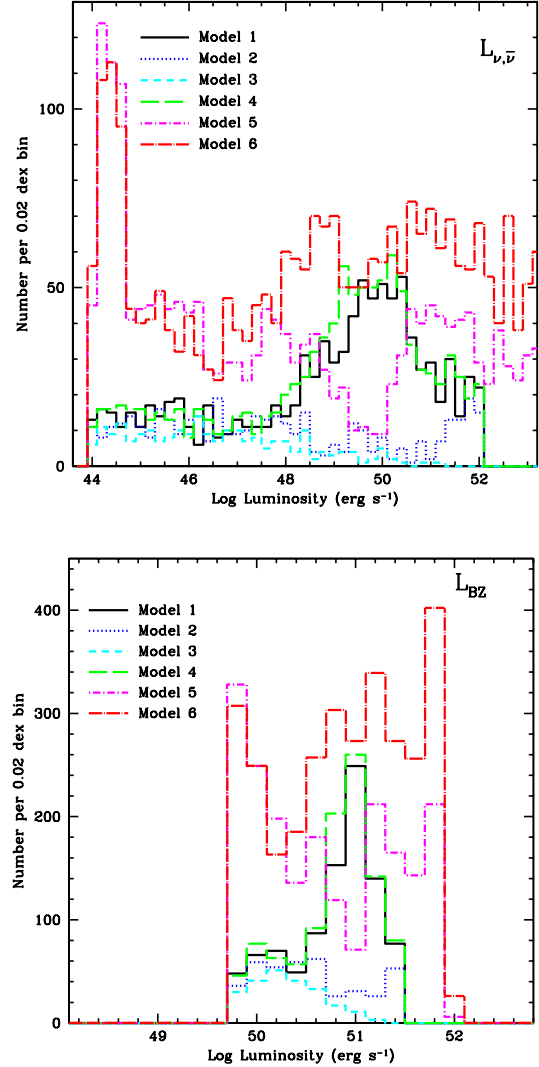 L_ν,ν̅
Model 1
Model 2
Model 3
Model 4
Model 5
Model 6
Number per 0.02 dex bin
100
50
0
44 46 48 50 52
Log Luminosity (erg s⁻¹)
L_BZ
Model 1
Model 2
Model 3
Model 4
Model 5
Model 6
Number per 0.02 dex bin
400
300
200
100
0
49 50 51 52
Log Luminosity (erg s⁻¹)